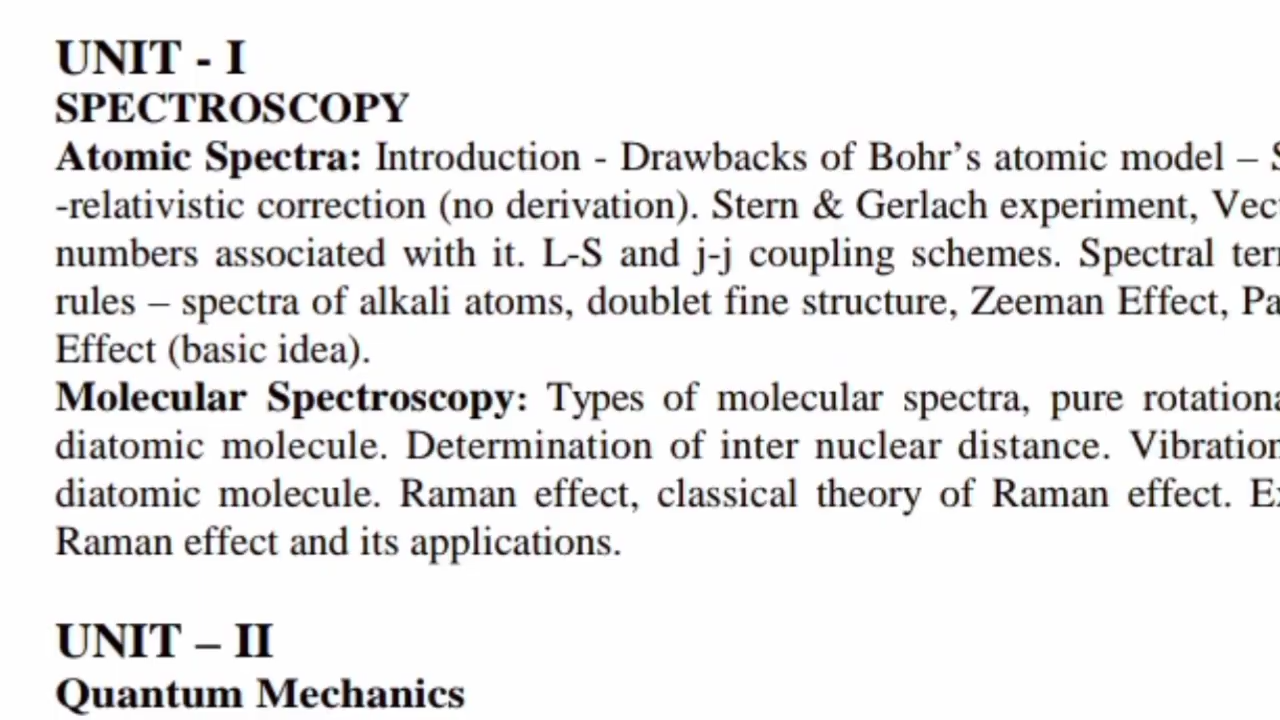 UNIT - I
SPECTROSCOPY
Atomic Spectra: Introduction - Drawbacks of Bohr's atomic model –
-relativistic correction (no derivation). Stern & Gerlach experiment,
numbers associated with it. L-S and j-j coupling schemes. Spectral
rules – spectra of alkali atoms, doublet fine structure, Zeeman Effect,
Effect (basic idea).
Molecular Spectroscopy: Types of molecular spectra, pure
diatomic molecule. Determination of inter nuclear distance.
diatomic molecule. Raman effect, classical theory of Raman effect.
Raman effect and its applications.
UNIT – II
Quantum Mechanics